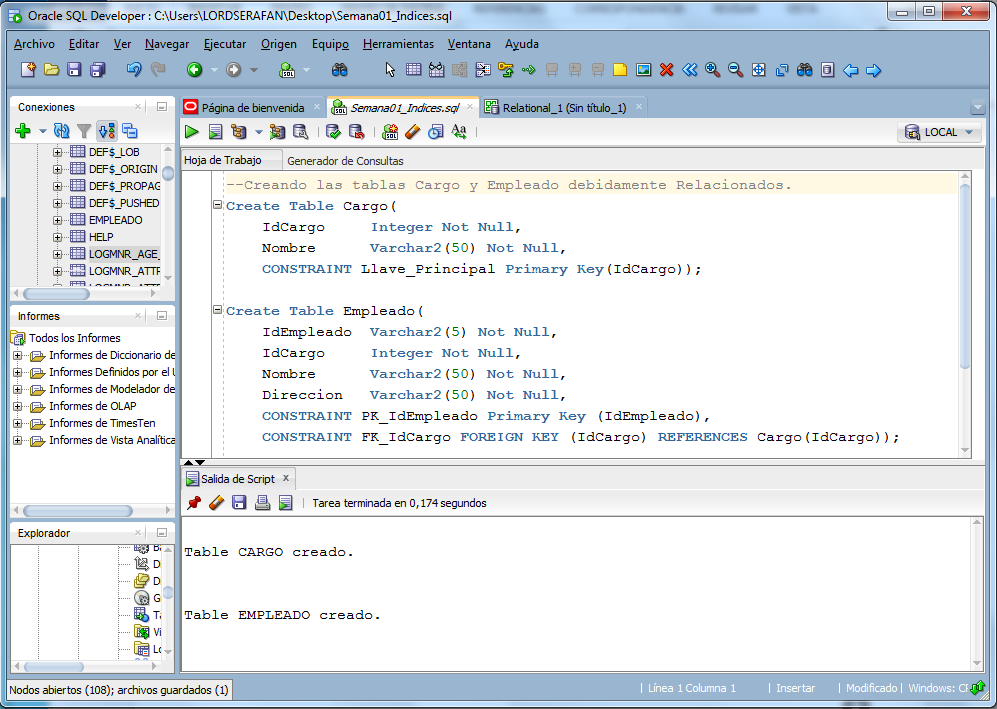 Oracle SQL Developer : C:\Users\LORDSERAFAN\Desktop\Semana01_Indices.sql
Archivo Editar Ver Navegar Ejecutar Origen Equipo Herramientas Ventana Ayuda
Conexiones
DEF$_LOB
DEF$_ORIGIN
DEF$_PROPAG
DEF$_PUSHED
EMPLEADO
HELP
LOGMNR_AGE_
LOGMNR_ATTR
Informes
Todos los Informes
Informes de Diccionario de
Informes Definidos por el U
Informes de Modelador de
Informes de OLAP
Informes de TimesTen
Informes de Vista Analítica
Explorador
D
D
G
Ta
Vi
Lo
Página de bienvenida Semana01_Indices.sql Relational_1 (Sin título_1)
LOCAL
Hoja de Trabajo Generador de Consultas
--Creando las tablas Cargo y Empleado debidamente Relacionados.
Create Table Cargo(
IdCargo Integer Not Null,
Nombre Varchar2(50) Not Null,
CONSTRAINT Llave_Principal Primary Key(IdCargo));
Create Table Empleado(
IdEmpleado Varchar2(5) Not Null,
IdCargo Integer Not Null,
Nombre Varchar2(50) Not Null,
Direccion Varchar2(50) Not Null,
CONSTRAINT PK_IdEmpleado Primary Key (IdEmpleado),
CONSTRAINT FK_IdCargo FOREIGN KEY (IdCargo) REFERENCES Cargo(IdCargo));
Salida de Script
Tarea terminada en 0,174 segundos
Table CARGO creado.
Table EMPLEADO creado.
Nodos abiertos (108); archivos guardados (1)
Línea 1 Columna 1 Insertar Modificado Windows: